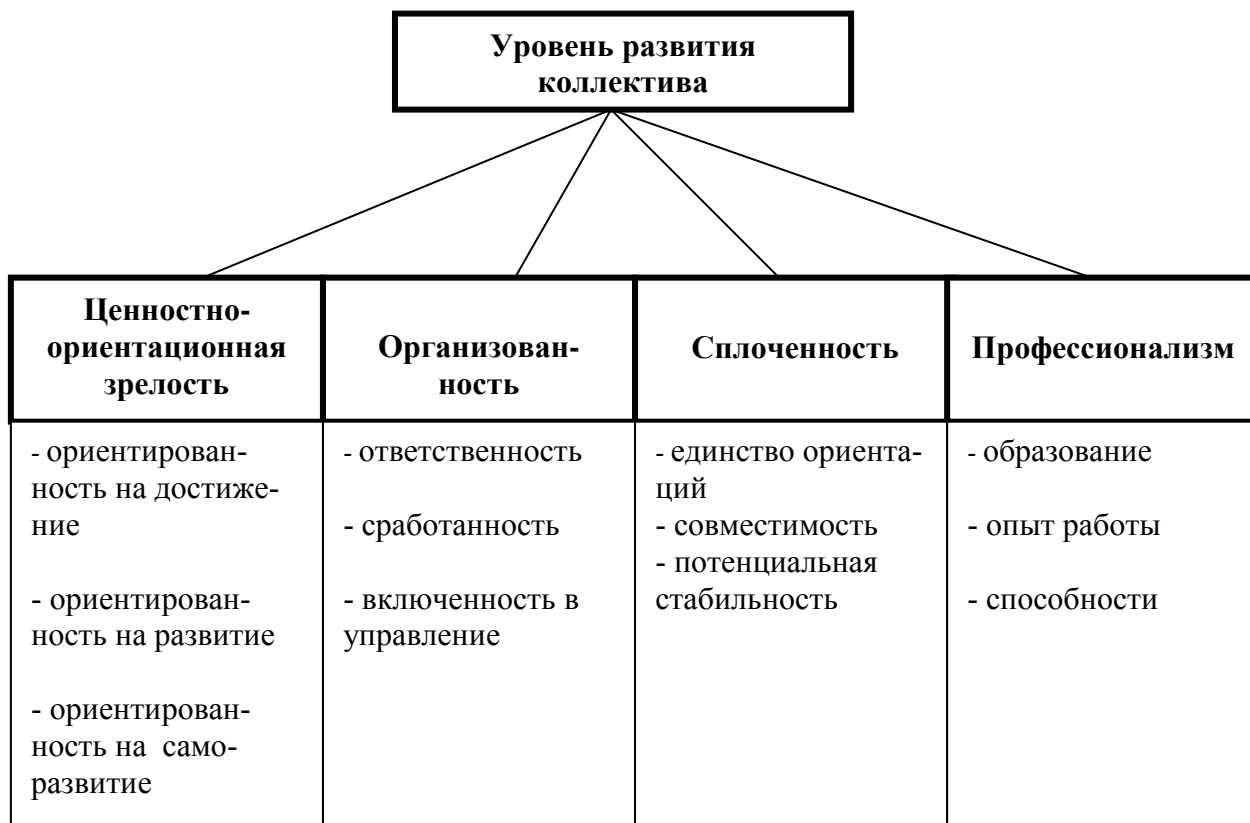 Уровень развития
коллектива
Ценностно-
ориентационная
зрелость
Организован-
ность
Сплоченность
Профессионализм
- ориентирован-
ность на достиже-
ние
- ориентирован-
ность на развитие
- ориентирован-
ность на само-
развитие
- ответственность
- сработанность
- включенность в
управление
- единство ориента-
ций
- совместимость
- потенциальная
стабильность
- образование
- опыт работы
- способности